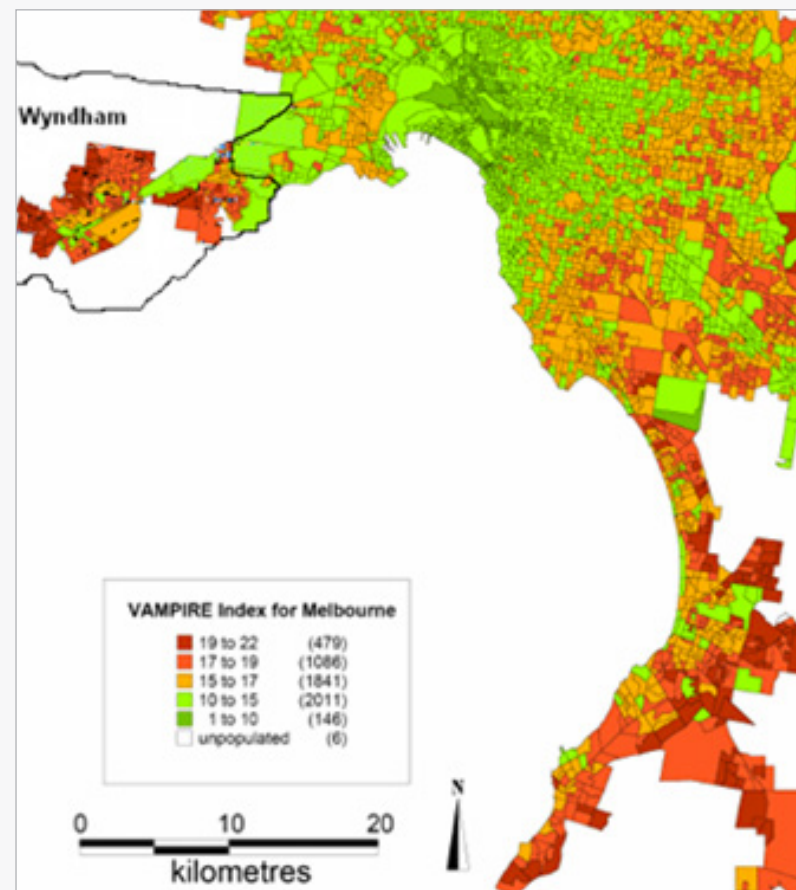 Wyndham
VAMPIRE Index for Melbourne
19 to 22 (479)
17 to 19 (1086)
15 to 17 (1841)
10 to 15 (2011)
1 to 10 (146)
unpopulated (6)
N
0 10 20
kilometres